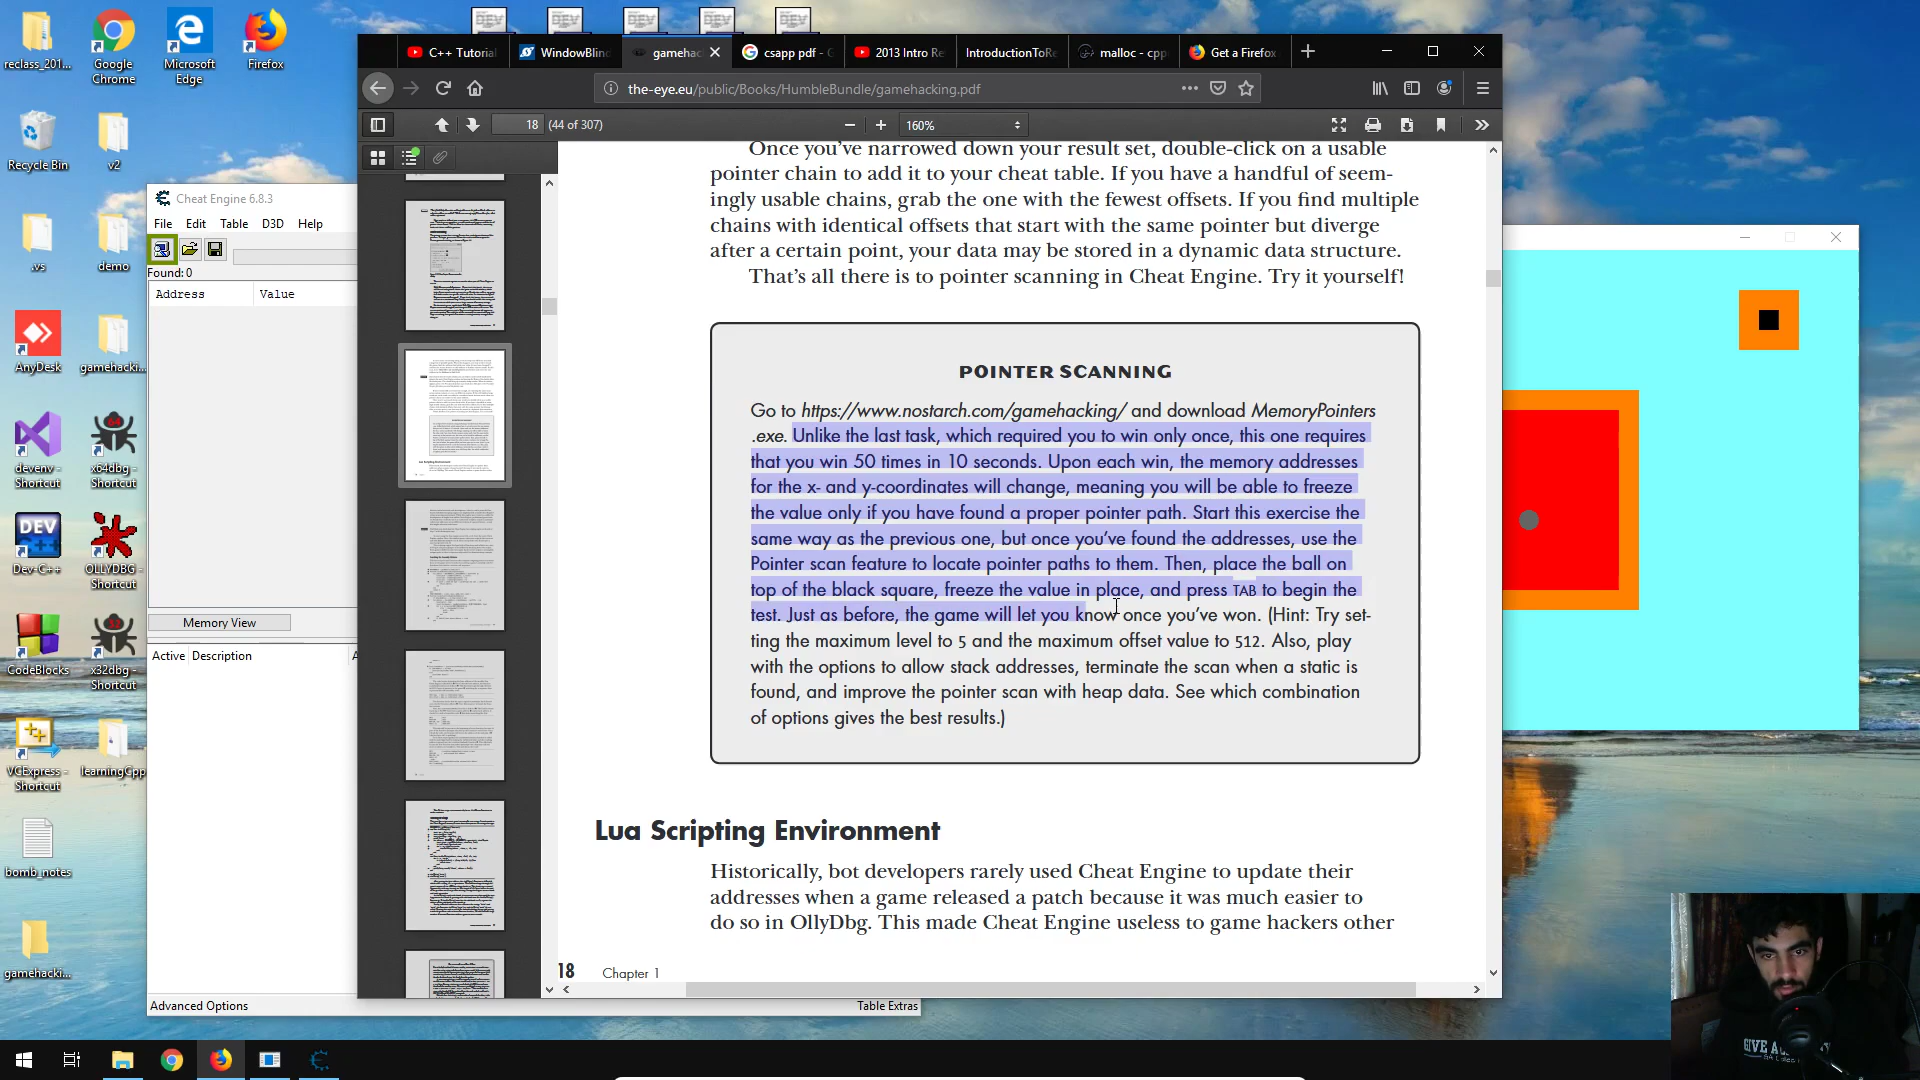 reclass_201...
Google
Chrome
Microsoft
Edge
Firefox
Recycle Bin
v2
.vs
demo
AnyDesk
gamehacki...
devenv -
Shortcut
x64dbg -
Shortcut
Dev-C++
OLLYDBG -
Shortcut
CodeBlocks
x32dbg -
Shortcut
VCExpress -
Shortcut
learningCpp
bomb_notes
gamehacki...
DEV
DEV
DEV
DEV
DEV
Cheat Engine 6.8.3
File Edit Table D3D Help
Found: 0
Address Value
Memory View
Active Description A
Advanced Options
Table Extras
C++ Tutorial
WindowBlin
gamehac
csapp pdf - G
2013 Intro Re
IntroductionToRe
malloc - cpp
Get a Firefox
the-eye.eu/public/Books/HumbleBundle/gamehacking.pdf
18 (44 of 307)
160%
Once you've narrowed down your result set, double-click on a usable
pointer chain to add it to your cheat table. If you have a handful of seem-
ingly usable chains, grab the one with the fewest offsets. If you find multiple
chains with identical offsets that start with the same pointer but diverge
after a certain point, your data may be stored in a dynamic data structure.
That's all there is to pointer scanning in Cheat Engine. Try it yourself!
POINTER SCANNING
Go to https://www.nostarch.com/gamehacking/ and download MemoryPointers
.exe. Unlike the last task, which required you to win only once, this one requires
that you win 50 times in 10 seconds. Upon each win, the memory addresses
for the x- and y-coordinates will change, meaning you will be able to freeze
the value only if you have found a proper pointer path. Start this exercise the
same way as the previous one, but once you've found the addresses, use the
Pointer scan feature to locate pointer paths to them. Then, place the ball on
top of the black square, freeze the value in place, and press TAB to begin the
test. Just as before, the game will let you know once you've won. (Hint: Try set-
ting the maximum level to 5 and the maximum offset value to 512. Also, play
with the options to allow stack addresses, terminate the scan when a static is
found, and improve the pointer scan with heap data. See which combination
of options gives the best results.)
Lua Scripting Environment
Historically, bot developers rarely used Cheat Engine to update their
addresses when a game released a patch because it was much easier to
do so in OllyDbg. This made Cheat Engine useless to game hackers other
18 Chapter 1